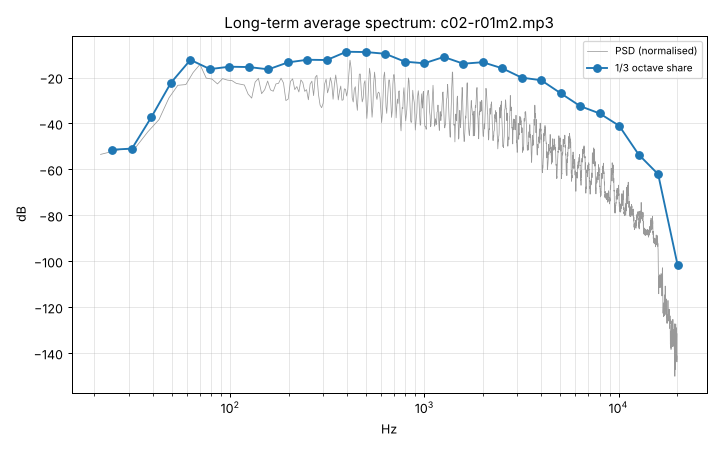 Long-term average spectrum: c02-r01m2.mp3
PSD (normalised)
1/3 octave share
dB
−20
−40
−60
−80
−100
−120
−140
10²
10³
10⁴
Hz